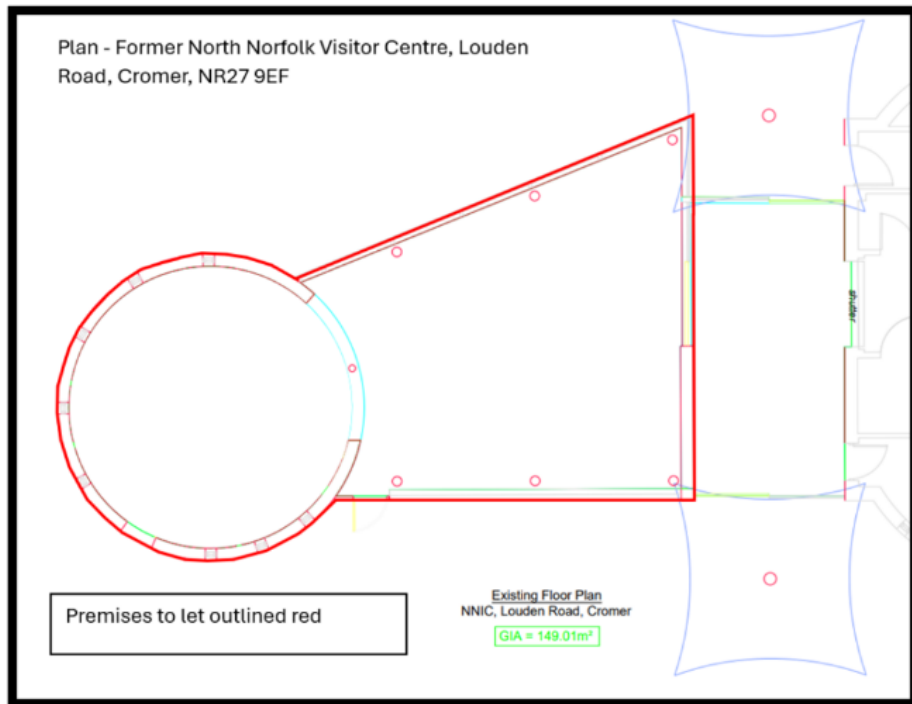 Plan - Former North Norfolk Visitor Centre, Louden
Road, Cromer, NR27 9EF
shutter
Premises to let outlined red
Existing Floor Plan
NNIC, Louden Road, Cromer
GIA = 149.01m²